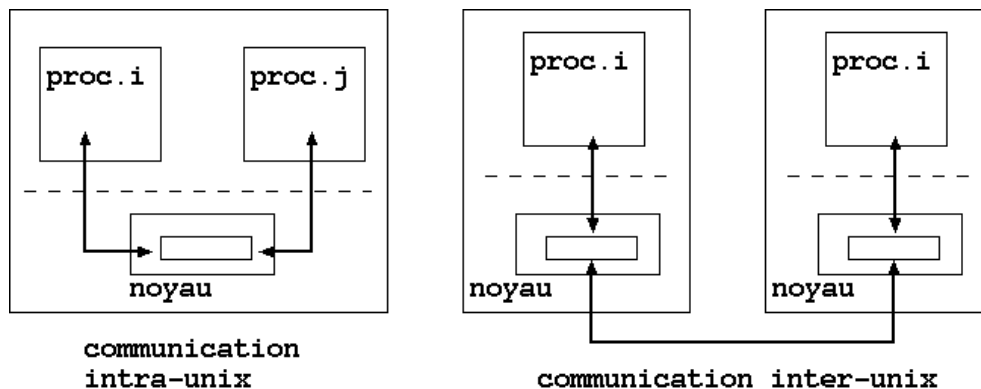 proc.i
proc.j
noyau
communication
intra-unix
proc.i
proc.i
noyau
noyau
communication inter-unix